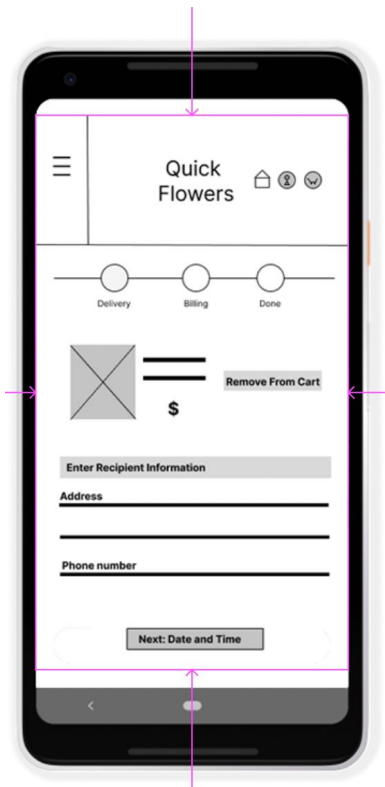 Quick
Flowers
Delivery Billing Done
Remove From Cart
$
Enter Recipient Information
Address
Phone number
Next: Date and Time